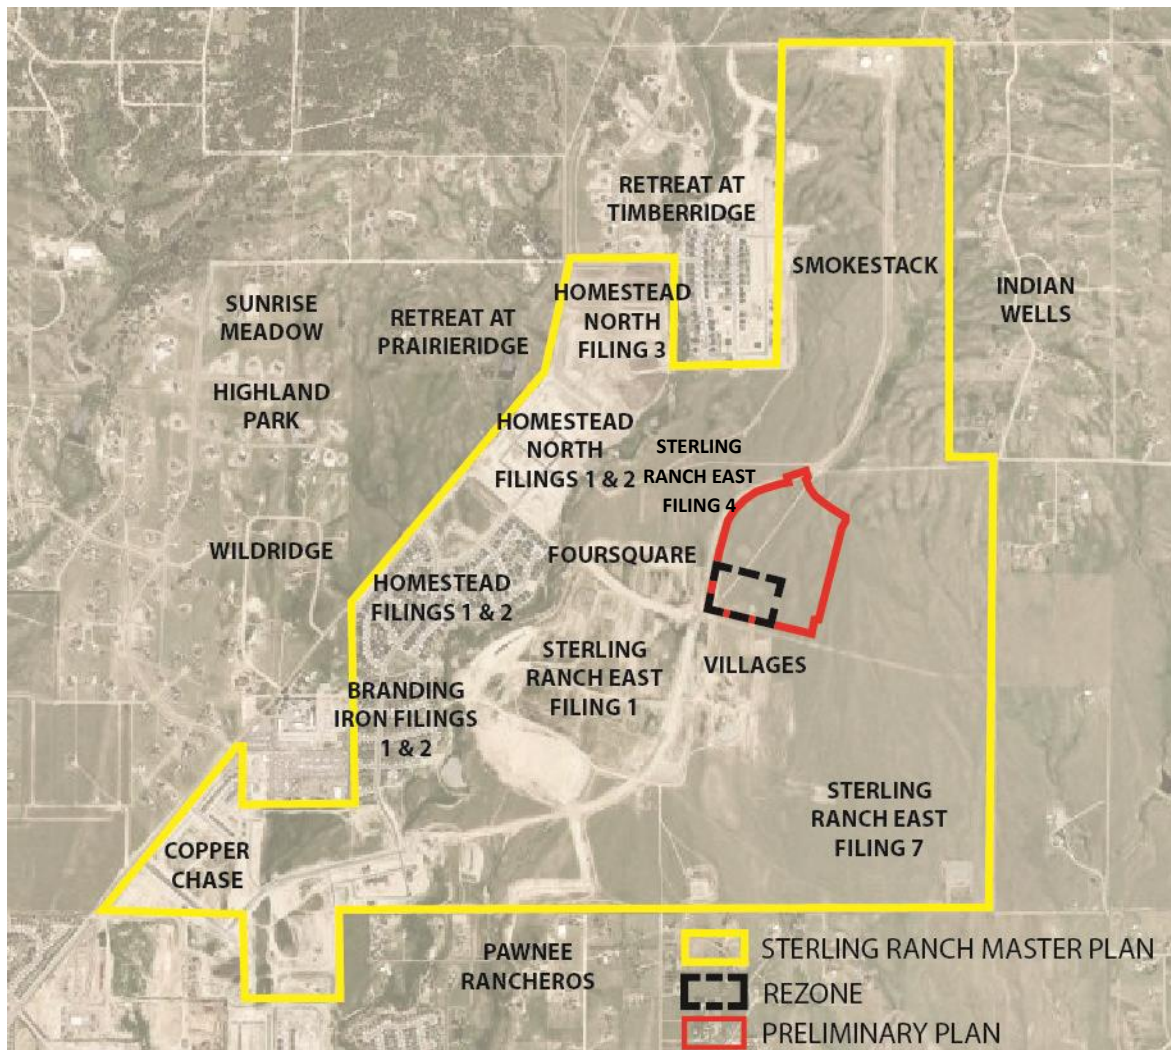 RETREAT AT
TIMBERRIDGE
SMOKESTACK
INDIAN
WELLS
SUNRISE
MEADOW
RETREAT AT
PRAIRIERIDGE
HOMESTEAD
NORTH
FILING 3
HIGHLAND
PARK
HOMESTEAD
NORTH
FILINGS 1 & 2
STERLING
RANCH EAST
FILING 4
WILDRIDGE
FOURSQUARE
HOMESTEAD
FILINGS 1 & 2
STERLING
RANCH EAST
FILING 1
VILLAGES
BRANDING
IRON FILINGS
1 & 2
STERLING
RANCH EAST
FILING 7
COPPER
CHASE
PAWNEE
RANCHEROS
STERLING RANCH MASTER PLAN
REZONE
PRELIMINARY PLAN